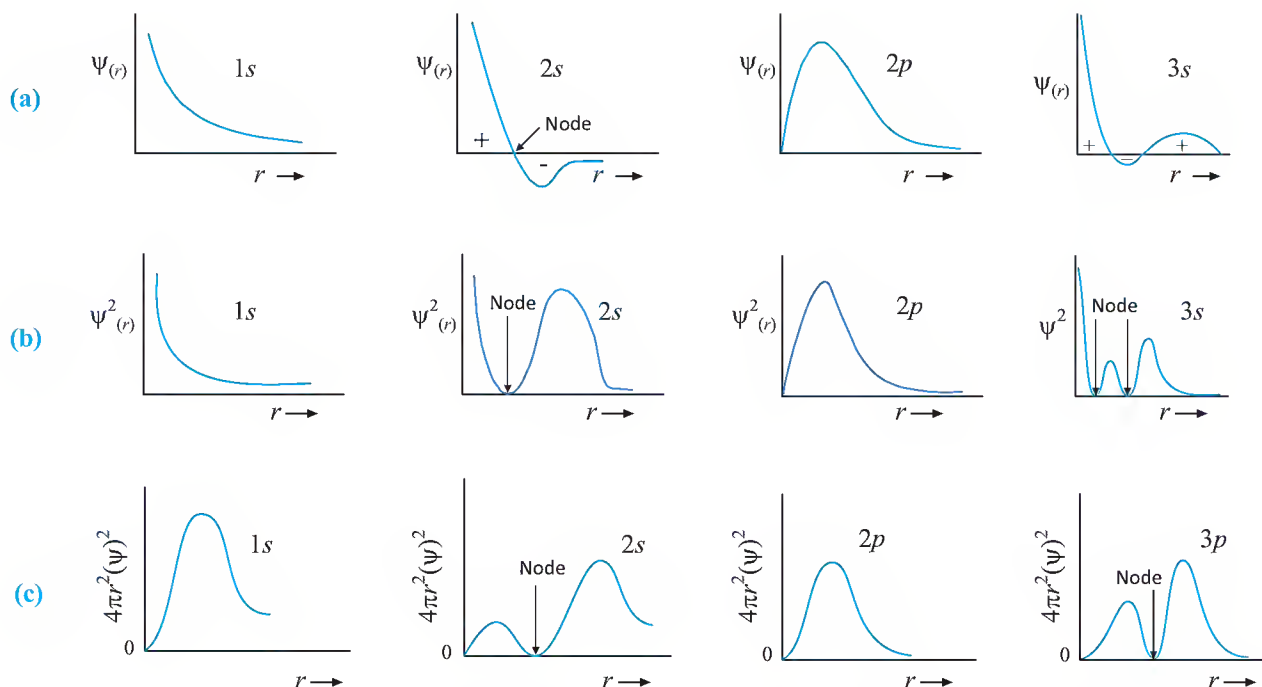 (a)
Ψ(r) 1s r →
Ψ(r) 2s Node + - r →
Ψ(r) 2p r →
Ψ(r) 3s + – + r →
(b)
Ψ²(r) 1s r →
Ψ²(r) Node 2s r →
Ψ²(r) 2p r →
Ψ² Node 3s r →
(c)
4πr²(ψ)² 1s 0 r →
4πr²(ψ)² Node 2s 0 r →
4πr²(ψ)² 2p 0 r →
4πr²(ψ)² Node 3p 0 r →